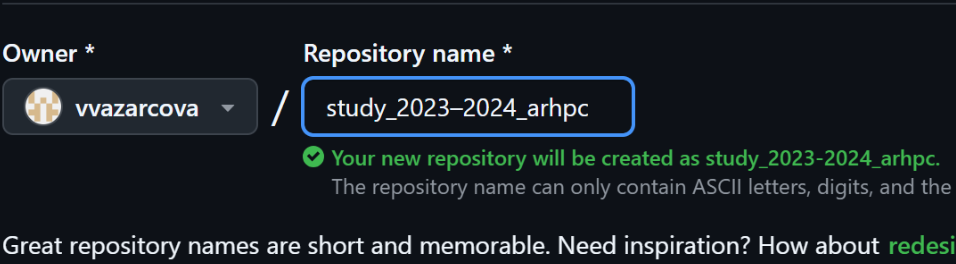 Owner *
Repository name *
vvazarcova / study_2023–2024_arhpc
Your new repository will be created as study_2023-2024_arhpc.
The repository name can only contain ASCII letters, digits, and the
Great repository names are short and memorable. Need inspiration? How about redesi